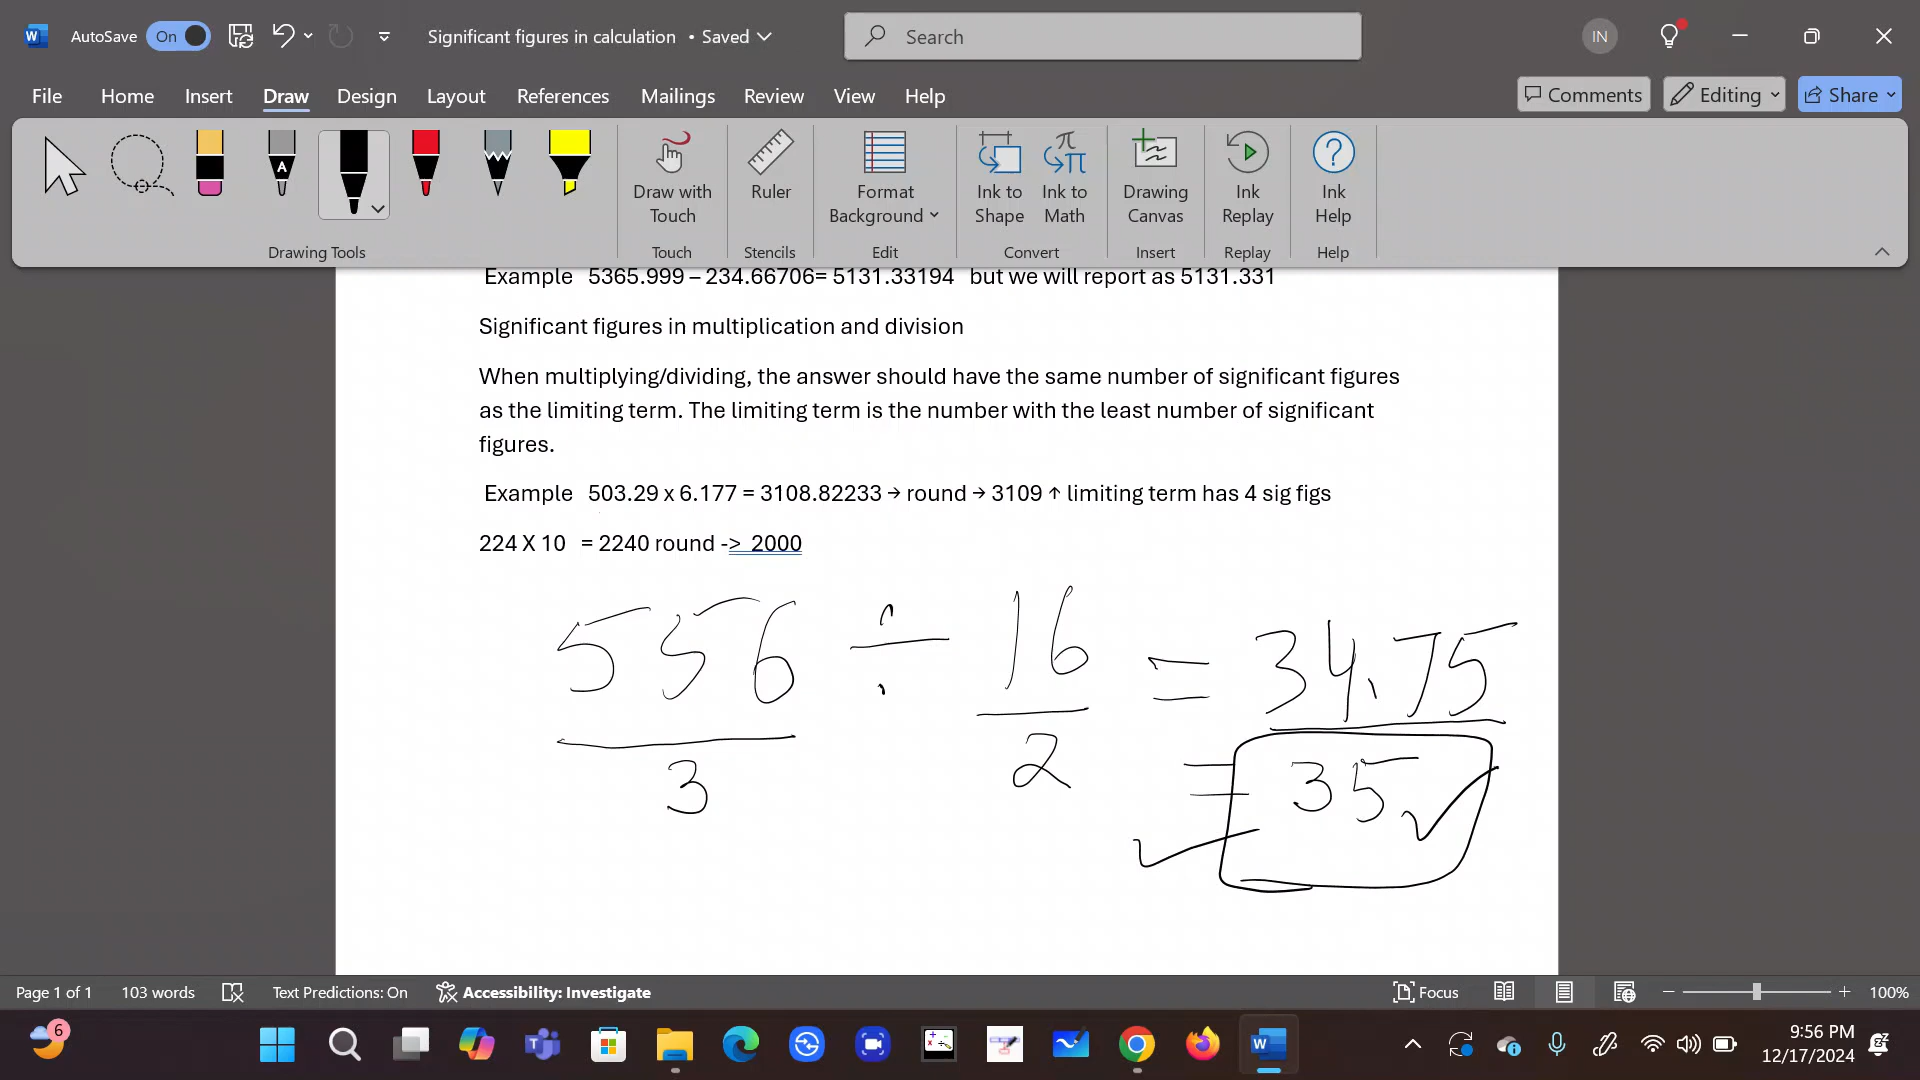 AutoSave On Significant figures in calculation • Saved Search IN
File Home Insert Draw Design Layout References Mailings Review View Help Comments Editing Share
A
Draw with Touch Ruler Format Background Ink to Shape Ink to Math Drawing Canvas Ink Replay Ink Help
Drawing Tools Touch Stencils Edit Convert Insert Replay Help
Example 5365.999 – 234.66706= 5131.33194 but we will report as 5131.331
Significant figures in multiplication and division
When multiplying/dividing, the answer should have the same number of significant figures
as the limiting term. The limiting term is the number with the least number of significant
figures.
Example 503.29 x 6.177 = 3108.82233 → round → 3109 ↑ limiting term has 4 sig figs
224 X 10 = 2240 round -> 2000
556 ÷ 16 = 34.75
3 2 = 35 ✓
✓
Page 1 of 1 103 words Text Predictions: On Accessibility: Investigate Focus 100%
6 9:56 PM
12/17/2024